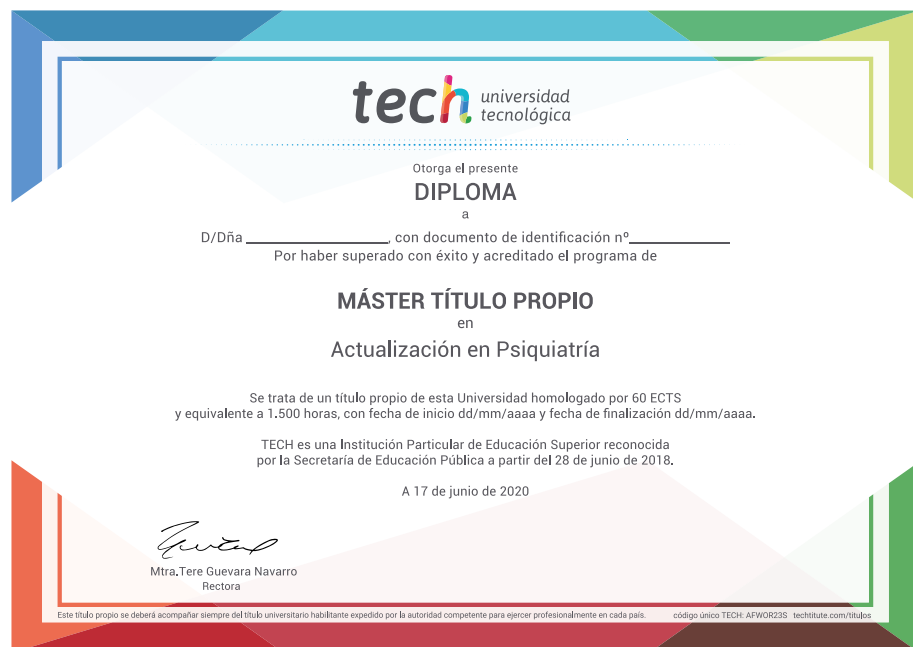 tech universidad
tecnológica
Otorga el presente
DIPLOMA
a
D/Dña ____________________, con documento de identificación nº______________
Por haber superado con éxito y acreditado el programa de
MÁSTER TÍTULO PROPIO
en
Actualización en Psiquiatría
Se trata de un título propio de esta Universidad homologado por 60 ECTS
y equivalente a 1.500 horas, con fecha de inicio dd/mm/aaaa y fecha de finalización dd/mm/aaaa.
TECH es una Institución Particular de Educación Superior reconocida
por la Secretaría de Educación Pública a partir del 28 de junio de 2018.
A 17 de junio de 2020
Mtra.Tere Guevara Navarro
Rectora
Este título propio se deberá acompañar siempre del título universitario habilitante expedido por la autoridad competente para ejercer profesionalmente en cada país. código único TECH: AFWOR23S techtitute.com/titulos